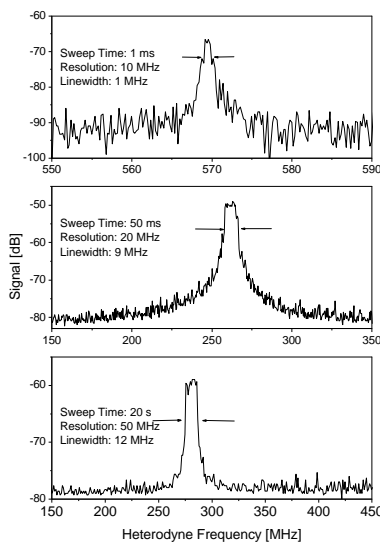 -60
-70
-80
-90
-100
Sweep Time: 1 ms
Resolution: 10 MHz
Linewidth: 1 MHz
550 560 570 580 590
-50
-60
-70
-80
Sweep Time: 50 ms
Resolution: 20 MHz
Linewidth: 9 MHz
150 200 250 300 350
Signal [dB]
-60
-70
-80
Sweep Time: 20 s
Resolution: 50 MHz
Linewidth: 12 MHz
150 200 250 300 350 400 450
Heterodyne Frequency [MHz]